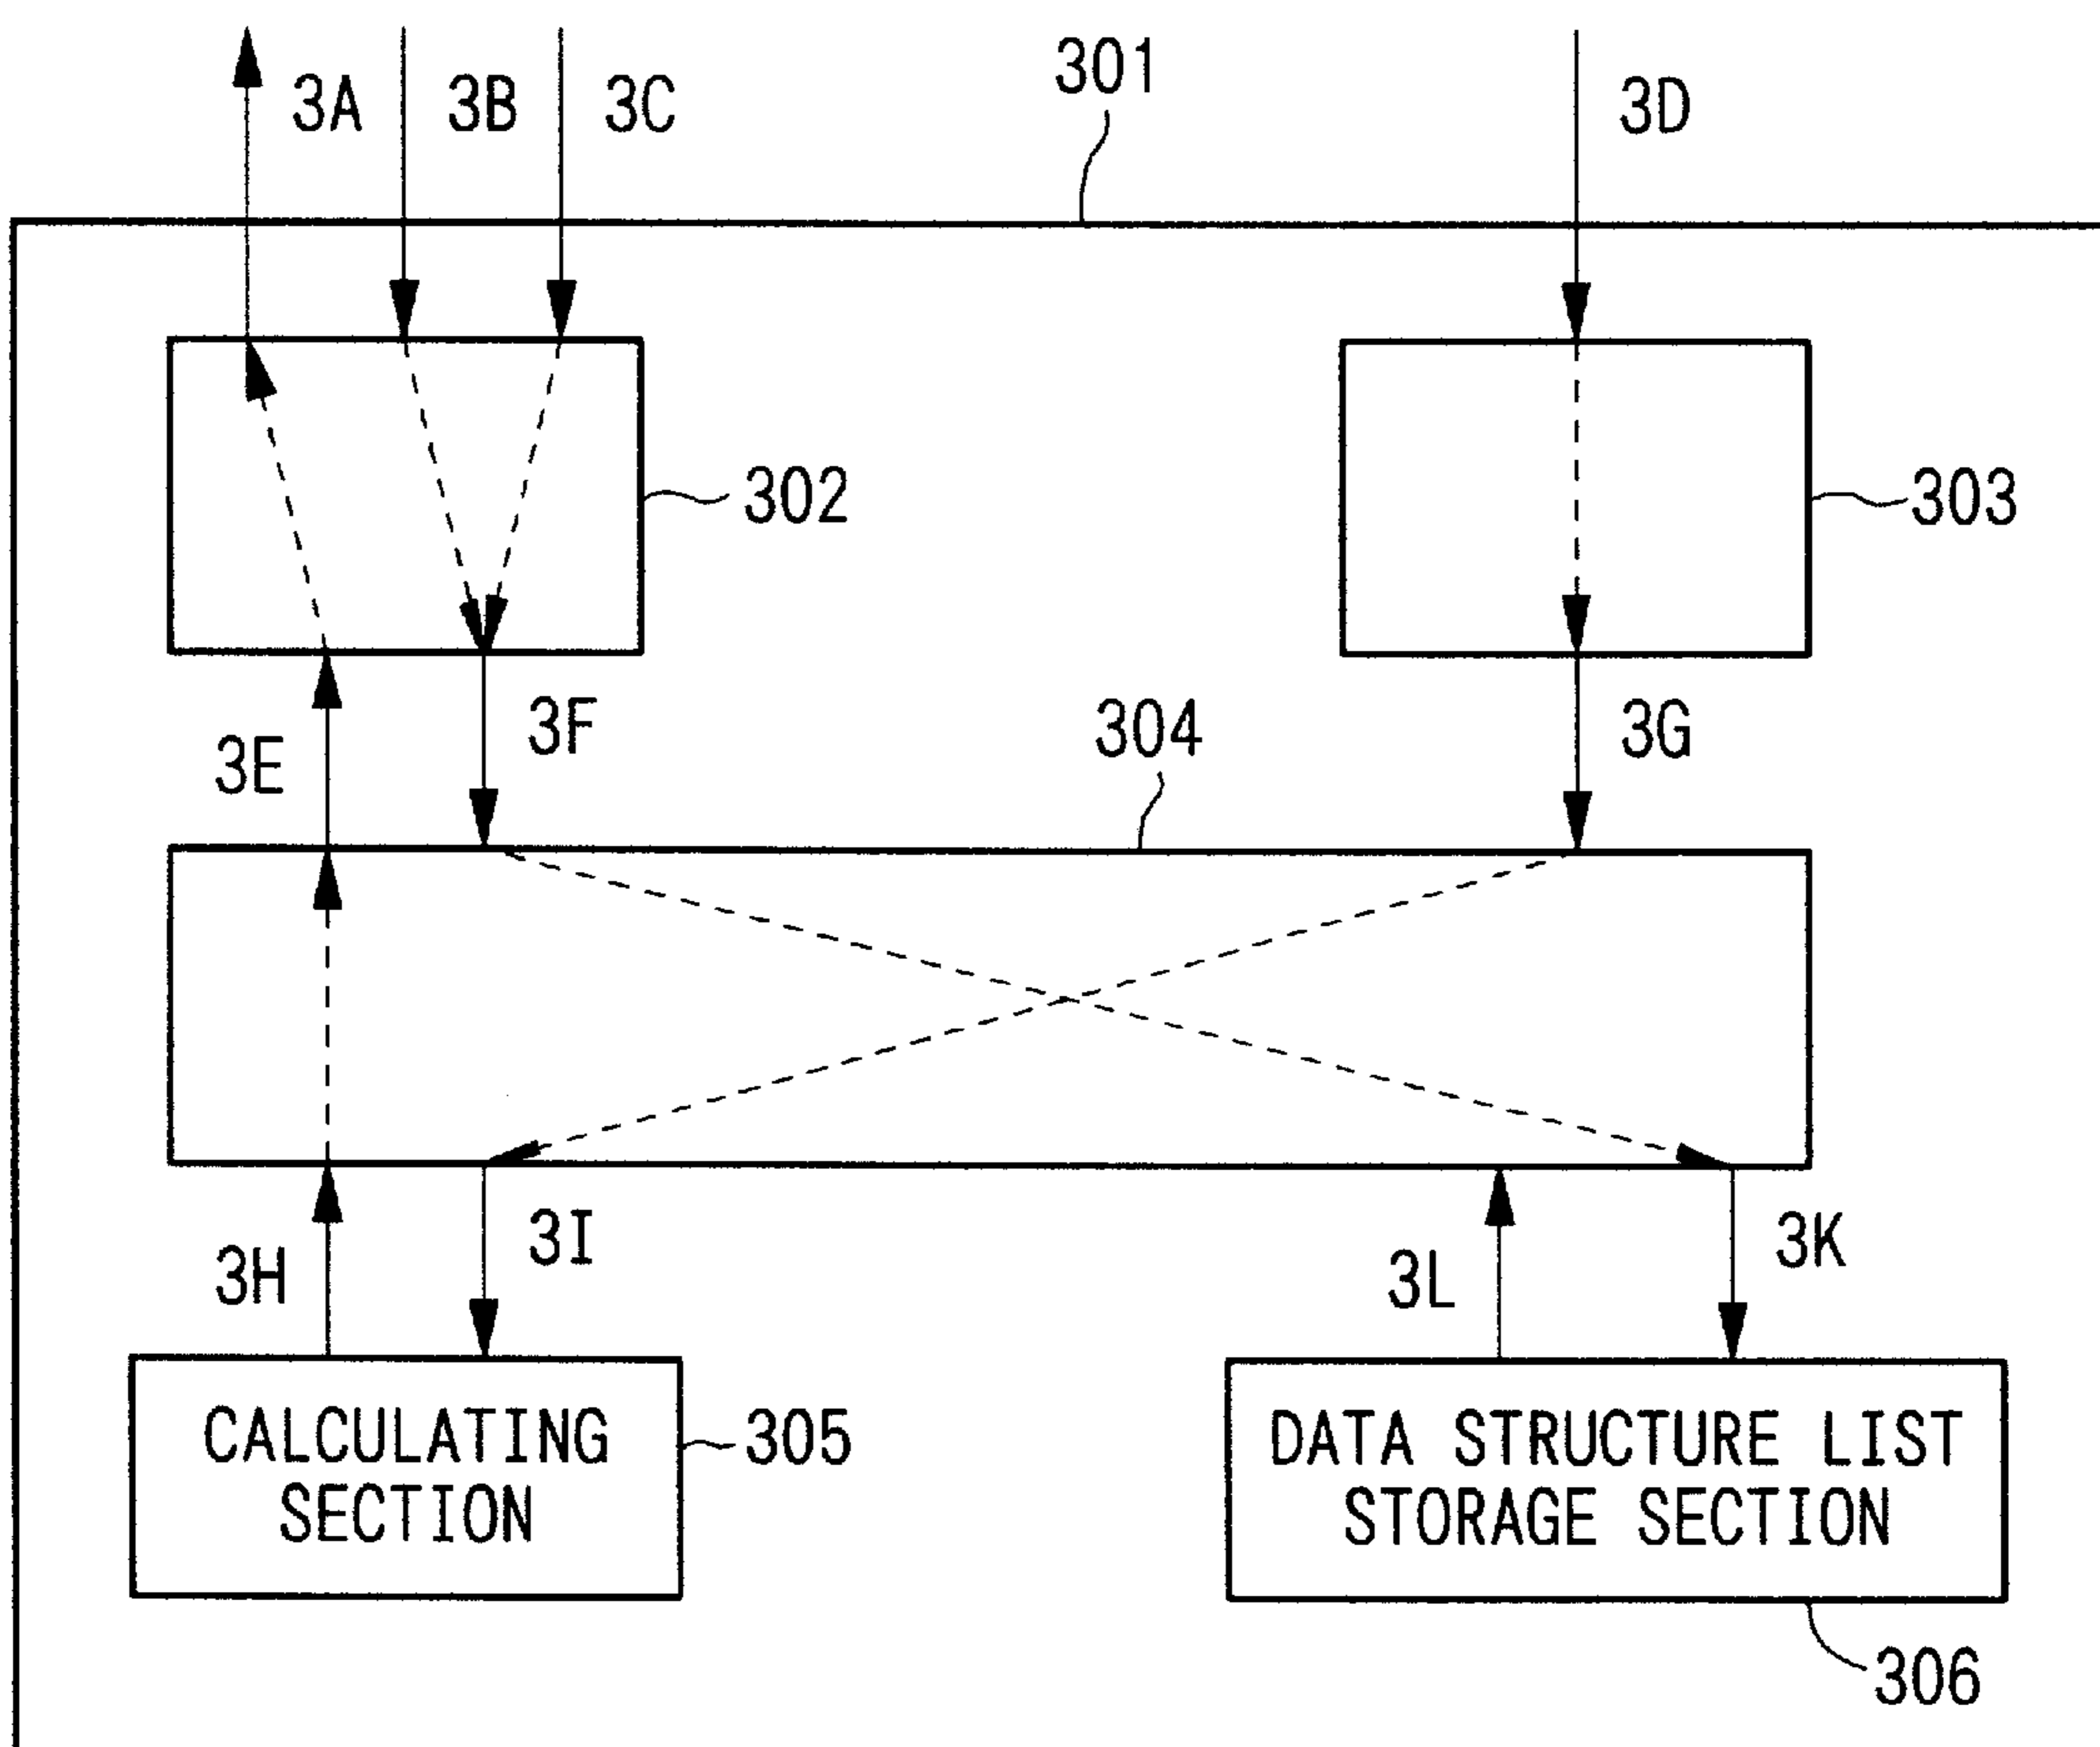 301
3A
3B
3C
3D
302
303
3E
3F
304
3G
3H
3I
3L
3K
CALCULATING
SECTION
305
DATA STRUCTURE LIST
STORAGE SECTION
306